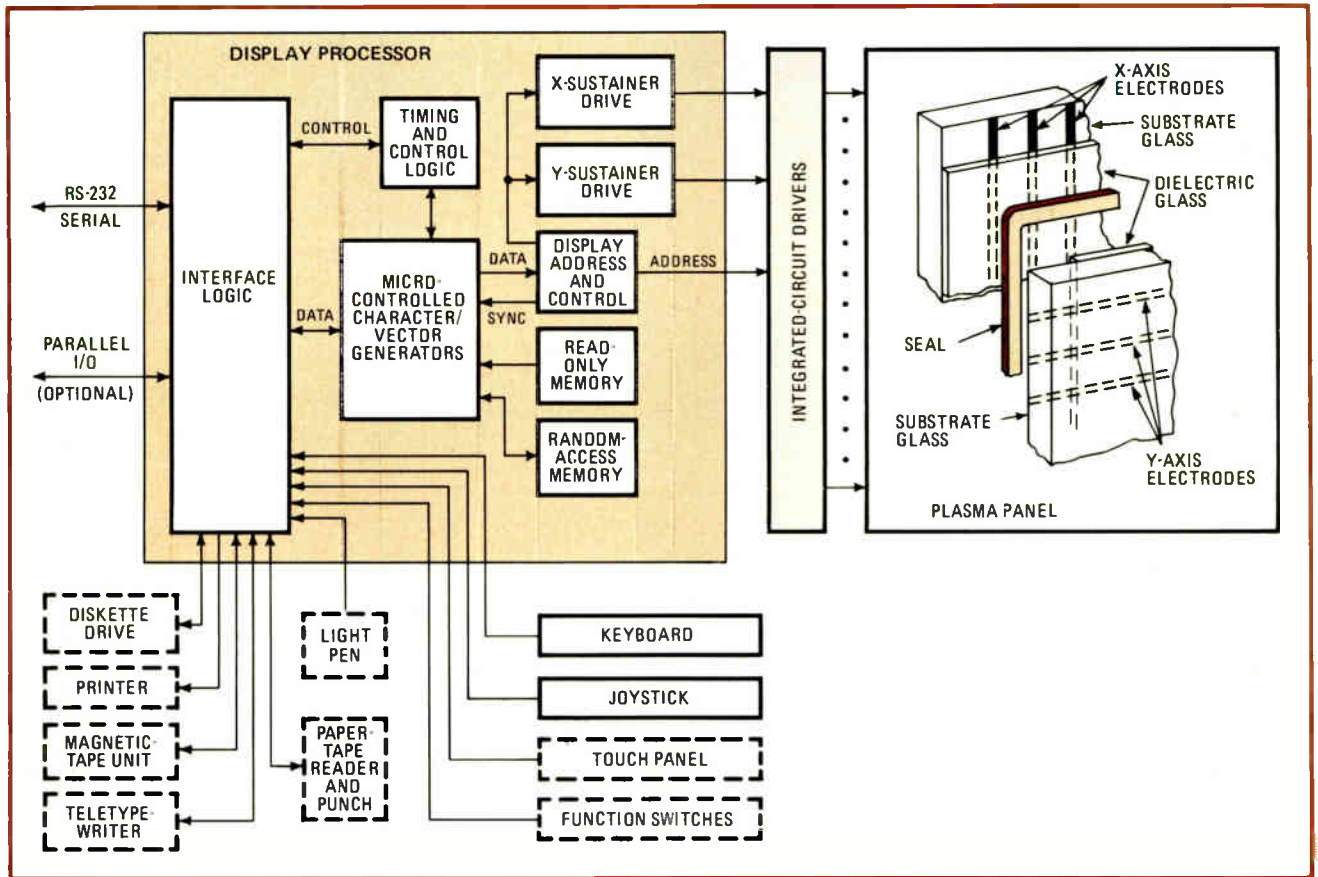 DISPLAY PROCESSOR
RS-232
SERIAL
PARALLEL
I/O
(OPTIONAL)
INTERFACE
LOGIC
CONTROL
DATA
TIMING
AND
CONTROL
LOGIC
MICRO-
CONTROLLED
CHARACTER/
VECTOR
GENERATORS
DATA
SYNC
X-SUSTAINER
DRIVE
Y-SUSTAINER
DRIVE
DISPLAY
ADDRESS
AND
CONTROL
ADDRESS
READ-
ONLY
MEMORY
RANDOM-
ACCESS
MEMORY
INTEGRATED-CIRCUIT DRIVERS
X-AXIS
ELECTRODES
SUBSTRATE
GLASS
DIELECTRIC
GLASS
SEAL
SUBSTRATE
GLASS
Y-AXIS
ELECTRODES
PLASMA PANEL
DISKETTE
DRIVE
PRINTER
MAGNETIC-
TAPE UNIT
TELETYPE-
WRITER
LIGHT
PEN
PAPER-
TAPE
READER
AND
PUNCH
KEYBOARD
JOYSTICK
TOUCH PANEL
FUNCTION SWITCHES